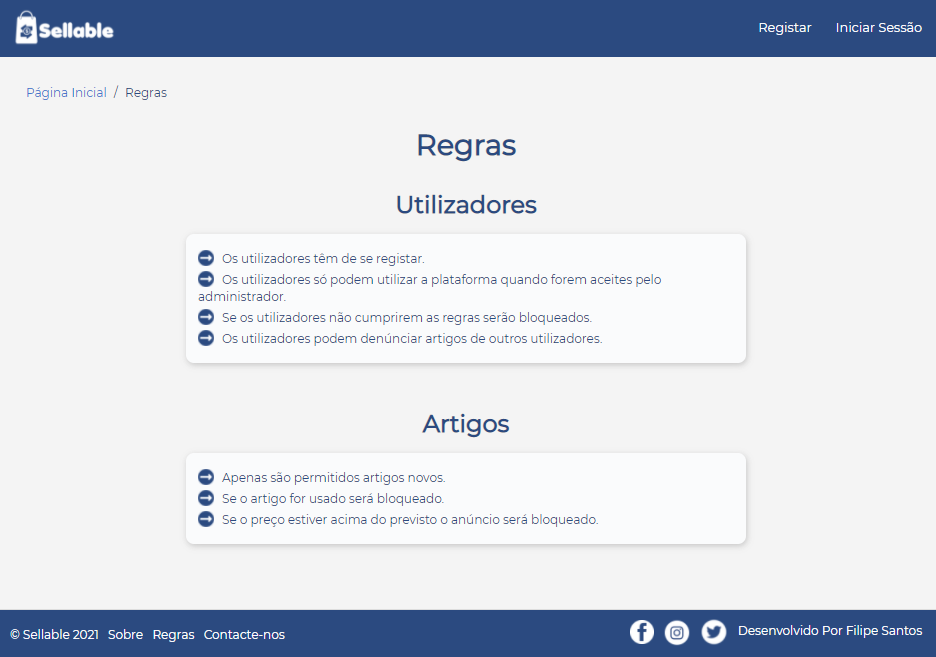 Sellable
Registar
Iniciar Sessão
Página Inicial / Regras
Regras
Utilizadores
Os utilizadores têm de se registar.
Os utilizadores só podem utilizar a plataforma quando forem aceites pelo
administrador.
Se os utilizadores não cumprirem as regras serão bloqueados.
Os utilizadores podem denúnciar artigos de outros utilizadores.
Artigos
Apenas são permitidos artigos novos.
Se o artigo for usado será bloqueado.
Se o preço estiver acima do previsto o anúncio será bloqueado.
© Sellable 2021 Sobre Regras Contacte-nos
Desenvolvido Por Filipe Santos